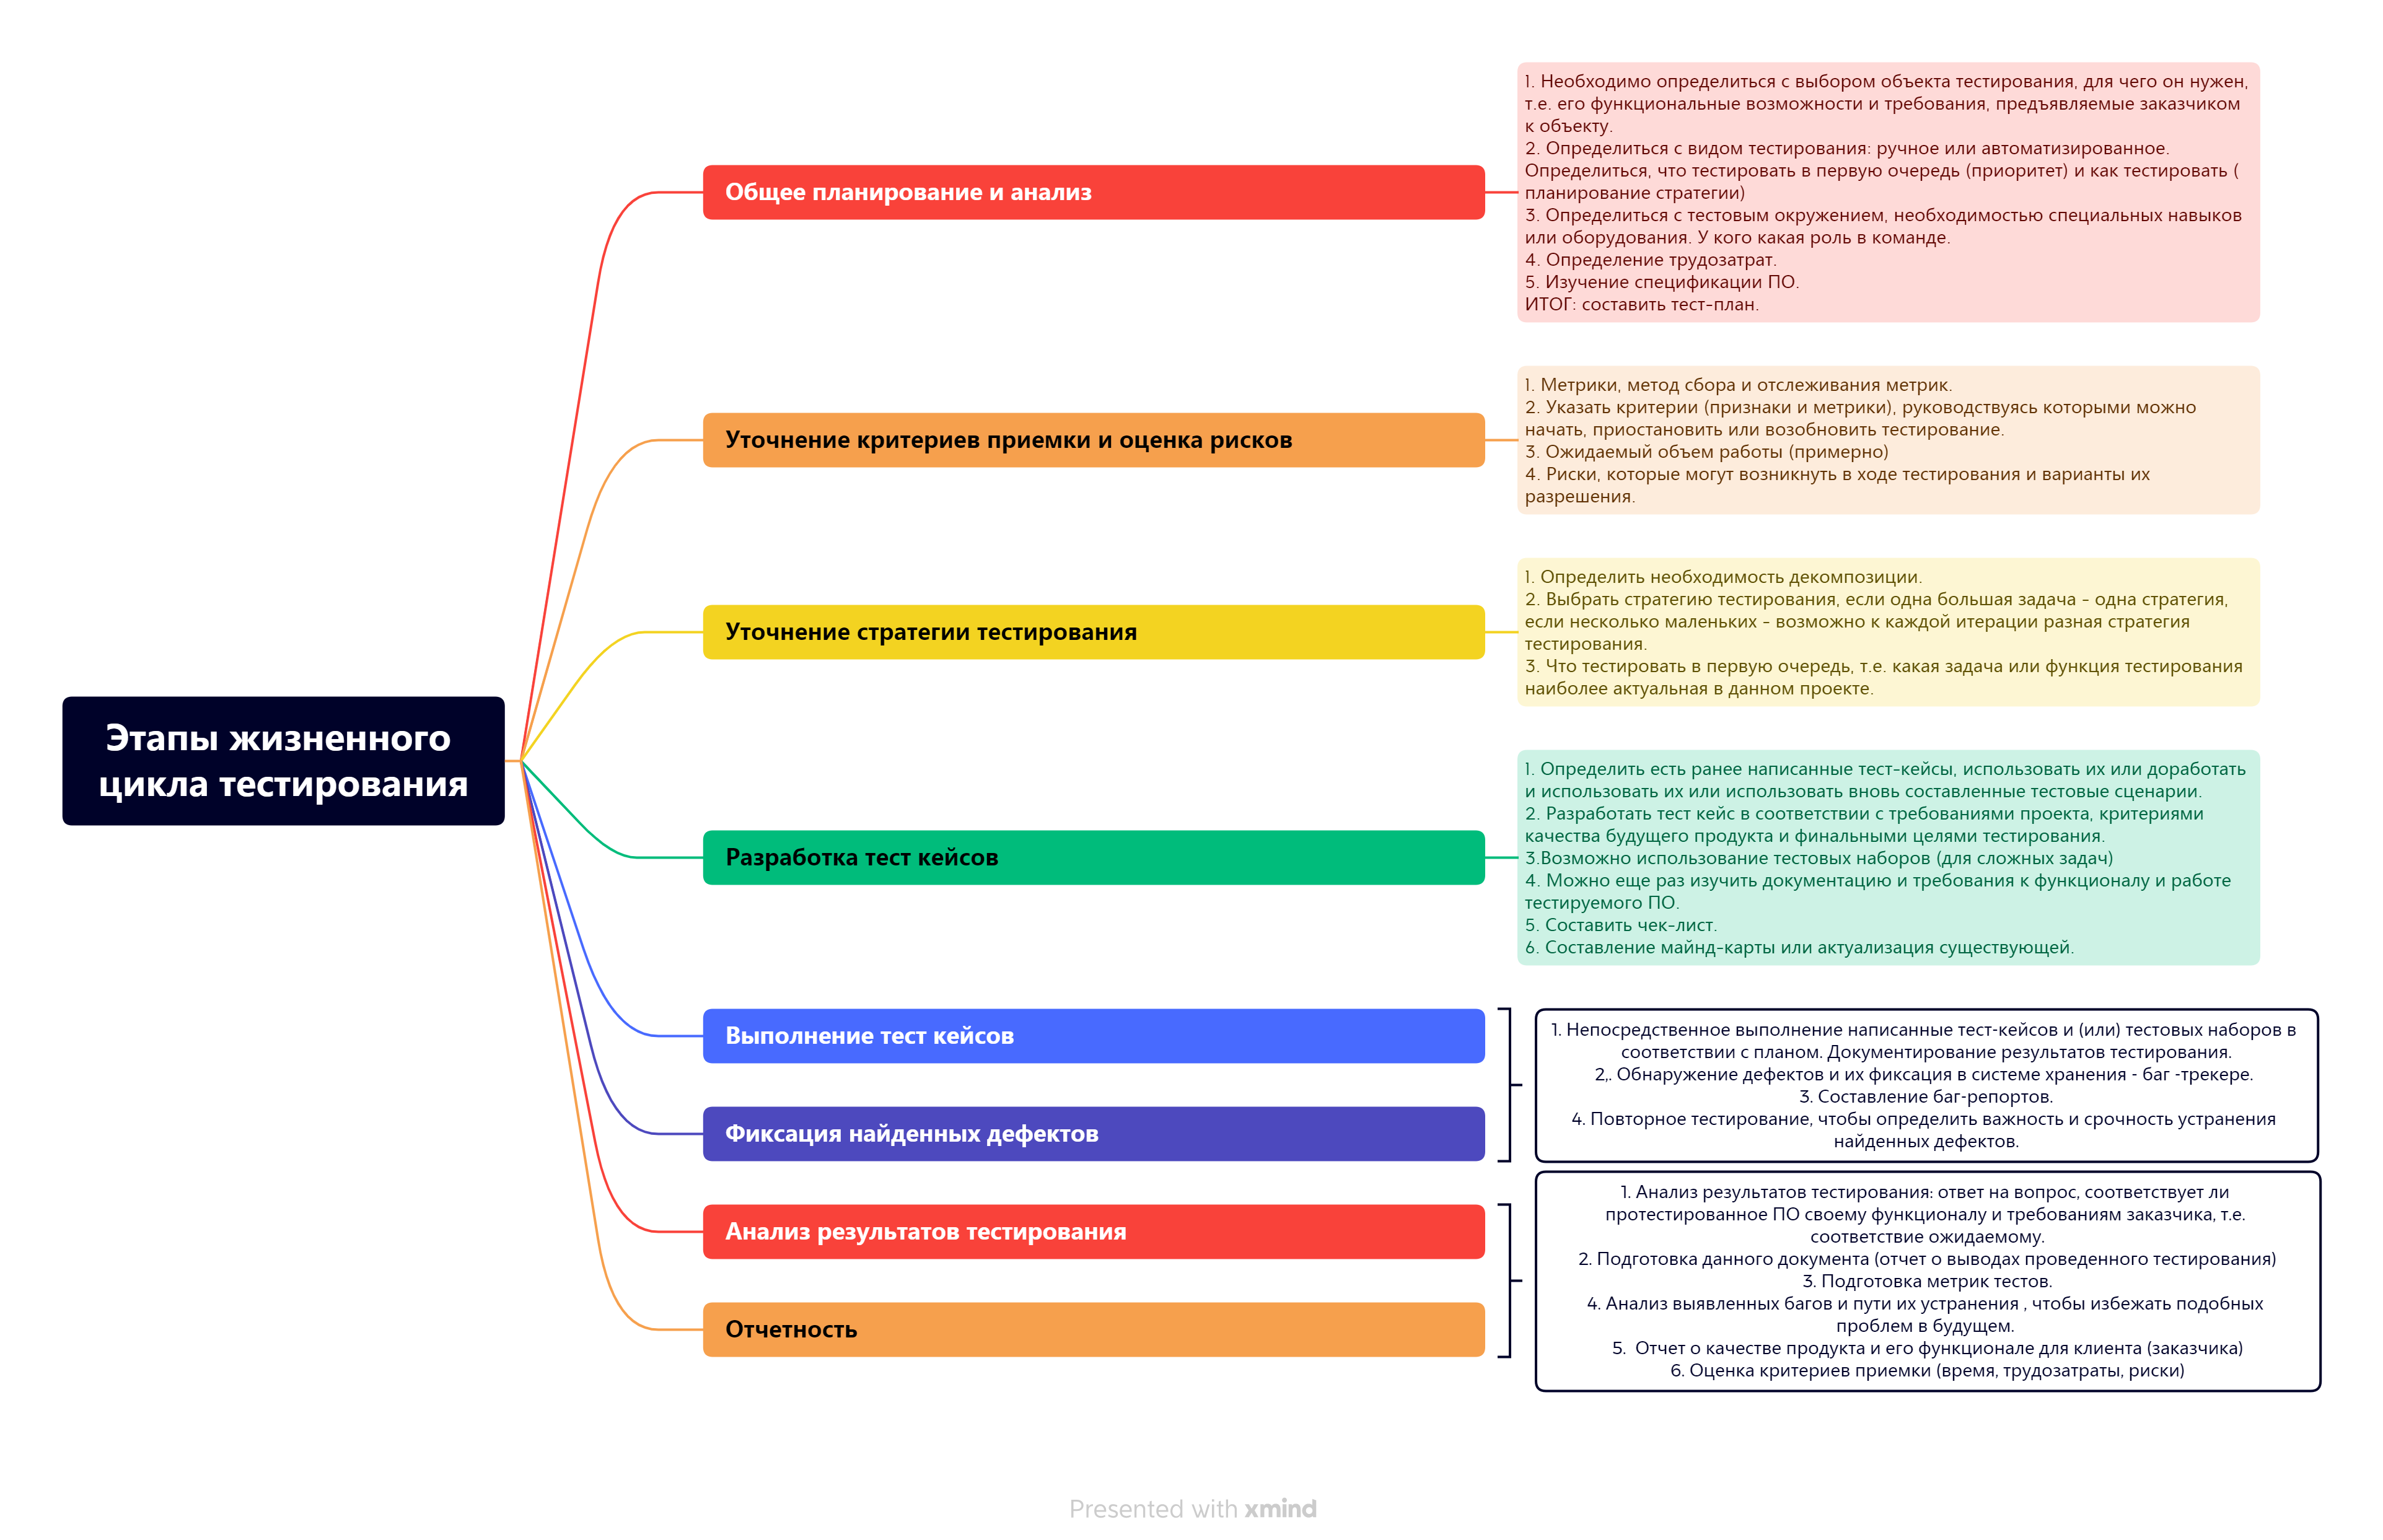 Этапы жизненного
цикла тестирования
Общее планирование и анализ
1. Необходимо определиться с выбором объекта тестирования, для чего он нужен,
т.е. его функциональные возможности и требования, предъявляемые заказчиком
к объекту.
2. Определиться с видом тестирования: ручное или автоматизированное.
Определиться, что тестировать в первую очередь (приоритет) и как тестировать (
планирование стратегии)
3. Определиться с тестовым окружением, необходимостью специальных навыков
или оборудования. У кого какая роль в команде.
4. Определение трудозатрат.
5. Изучение спецификации ПО.
ИТОГ: составить тест-план.
Уточнение критериев приемки и оценка рисков
1. Метрики, метод сбора и отслеживания метрик.
2. Указать критерии (признаки и метрики), руководствуясь которыми можно
начать, приостановить или возобновить тестирование.
3. Ожидаемый объем работы (примерно)
4. Риски, которые могут возникнуть в ходе тестирования и варианты их
разрешения.
Уточнение стратегии тестирования
1. Определить необходимость декомпозиции.
2. Выбрать стратегию тестирования, если одна большая задача - одна стратегия,
если несколько маленьких - возможно к каждой итерации разная стратегия
тестирования.
3. Что тестировать в первую очередь, т.е. какая задача или функция тестирования
наиболее актуальная в данном проекте.
Разработка тест кейсов
1. Определить есть ранее написанные тест-кейсы, использовать их или доработать
и использовать их или использовать вновь составленные тестовые сценарии.
2. Разработать тест кейс в соответствии с требованиями проекта, критериями
качества будущего продукта и финальными целями тестирования.
3.Возможно использование тестовых наборов (для сложных задач)
4. Можно еще раз изучить документацию и требования к функционалу и работе
тестируемого ПО.
5. Составить чек-лист.
6. Составление майнд-карты или актуализация существующей.
Выполнение тест кейсов
Фиксация найденных дефектов
1. Непосредственное выполнение написанные тест-кейсов и (или) тестовых наборов в
соответствии с планом. Документирование результатов тестирования.
2,. Обнаружение дефектов и их фиксация в системе хранения - баг -трекере.
3. Составление баг-репортов.
4. Повторное тестирование, чтобы определить важность и срочность устранения
найденных дефектов.
Анализ результатов тестирования
Отчетность
1. Анализ результатов тестирования: ответ на вопрос, соответствует ли
протестированное ПО своему функционалу и требованиям заказчика, т.е.
соответствие ожидаемому.
2. Подготовка данного документа (отчет о выводах проведенного тестирования)
3. Подготовка метрик тестов.
4. Анализ выявленных багов и пути их устранения , чтобы избежать подобных
проблем в будущем.
5.  Отчет о качестве продукта и его функционале для клиента (заказчика)
6. Оценка критериев приемки (время, трудозатраты, риски)
Presented with xmind